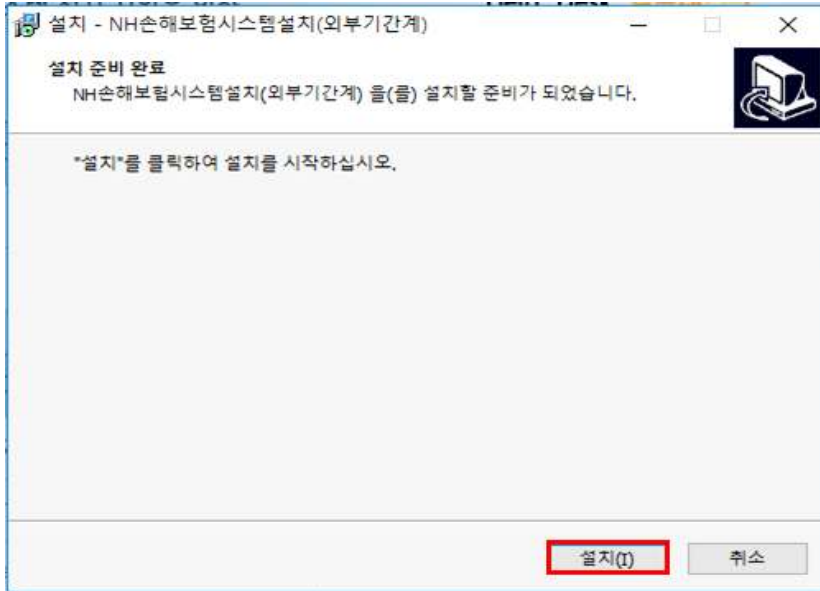 설치 - NH손해보험시스템설치(외부기간계)
설치 준비 완료
NH손해보험시스템설치(외부기간계) 을(를) 설치할 준비가 되었습니다.
"설치"를 클릭하여 설치를 시작하십시오.
설치(I)
취소